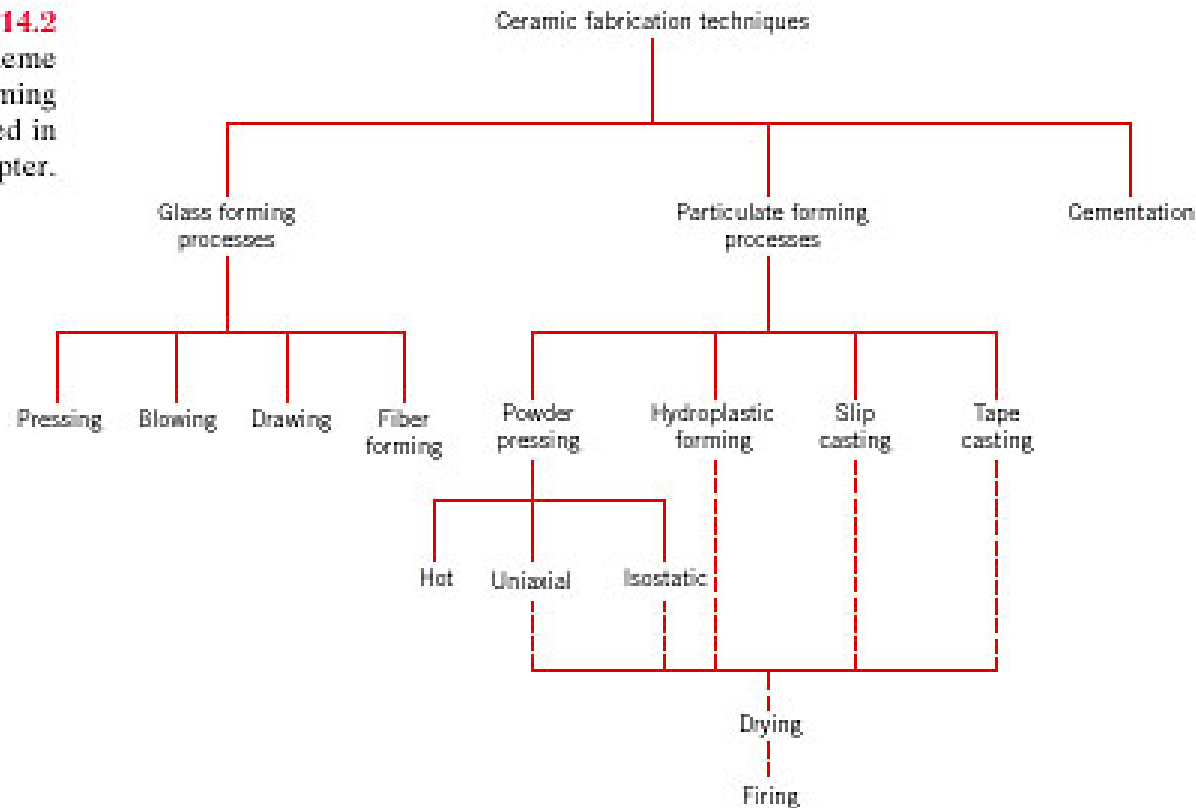 14.2
eme
ming
ed in
pter.
Ceramic fabrication techniques
Glass forming
processes
Particulate forming
processes
Cementation
Pressing
Blowing
Drawing
Fiber
forming
Powder
pressing
Hydroplastic
forming
Slip
casting
Tape
casting
Hot
Uniaxial
Isostatic
Drying
Firing